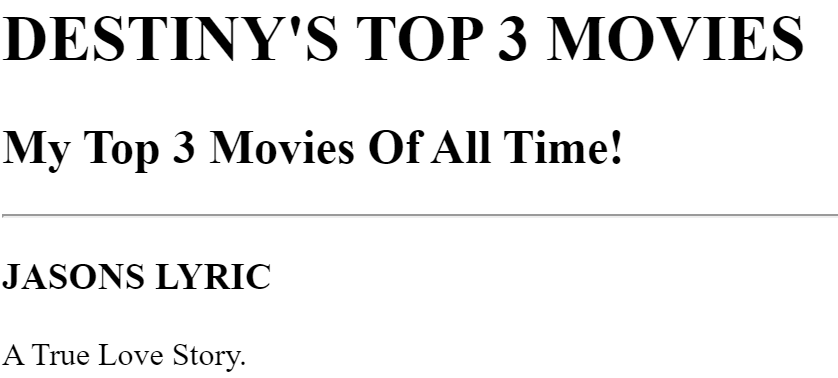 DESTINY'S TOP 3 MOVIES
My Top 3 Movies Of All Time!
JASONS LYRIC
A True Love Story.